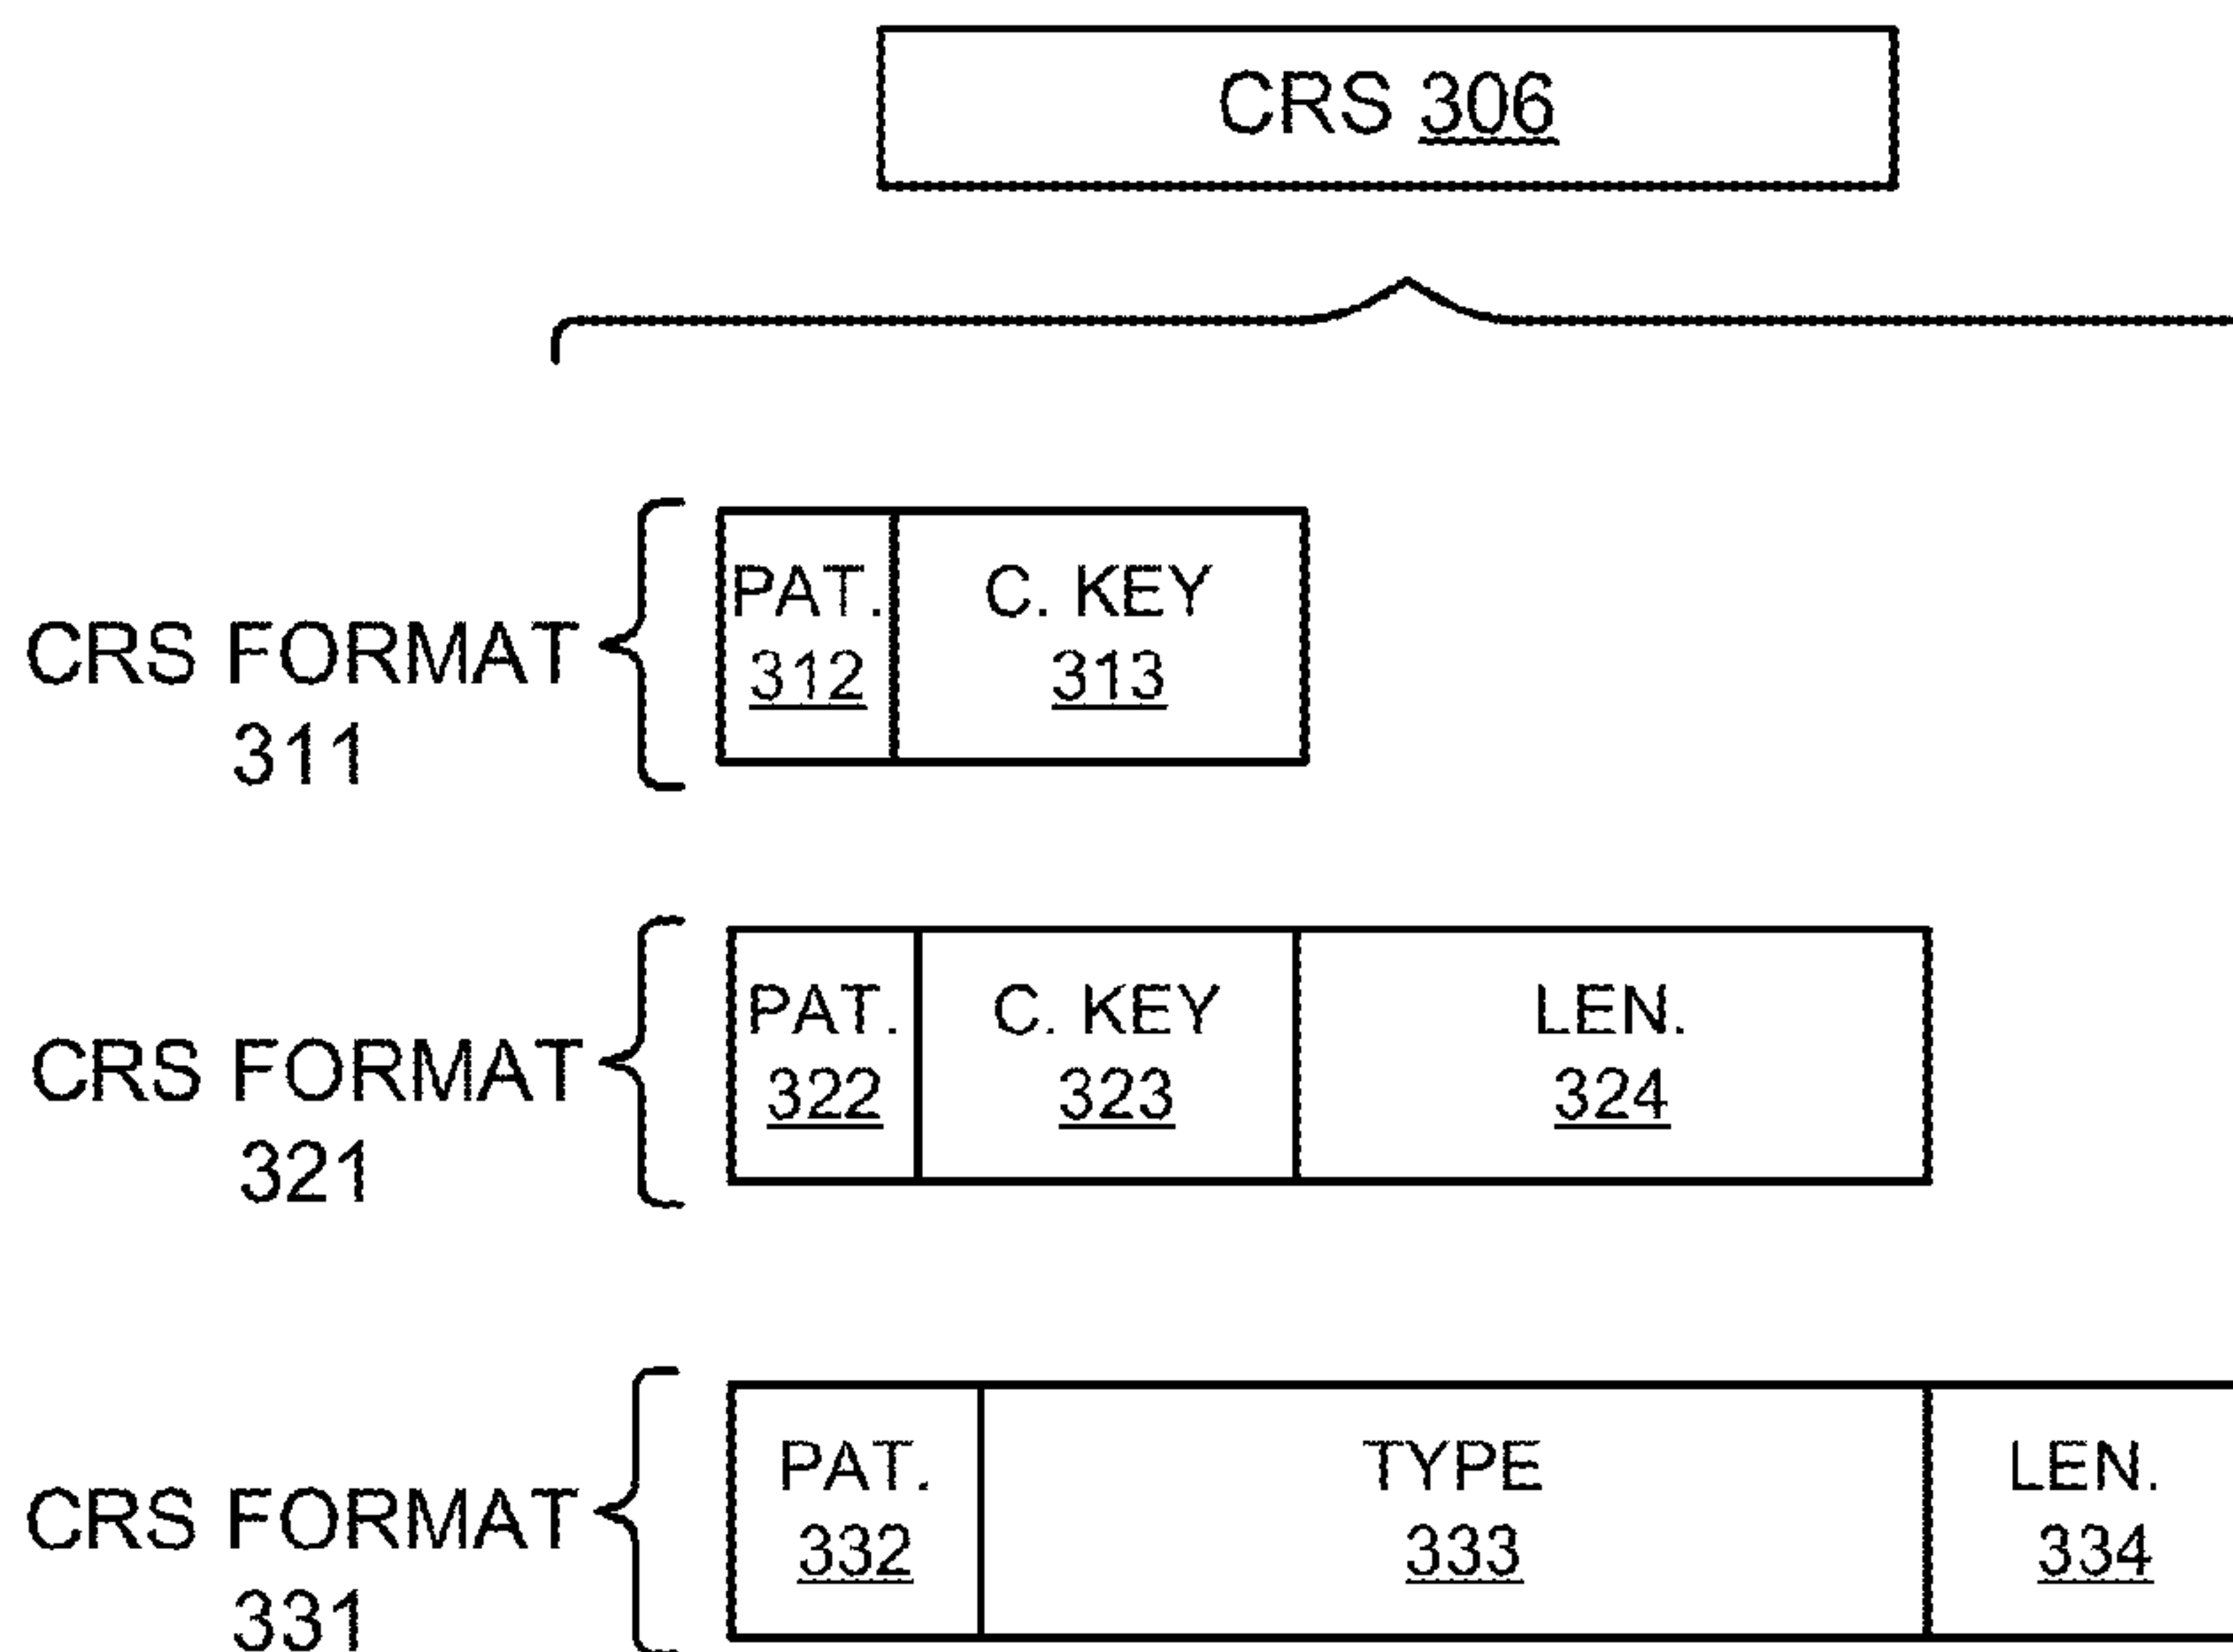 CRS 306
PAT. C. KEY
312 313
CRS FORMAT
311
PAT. C. KEY LEN.
322 323 324
CRS FORMAT
321
PAT. TYPE LEN.
332 333 334
CRS FORMAT
331